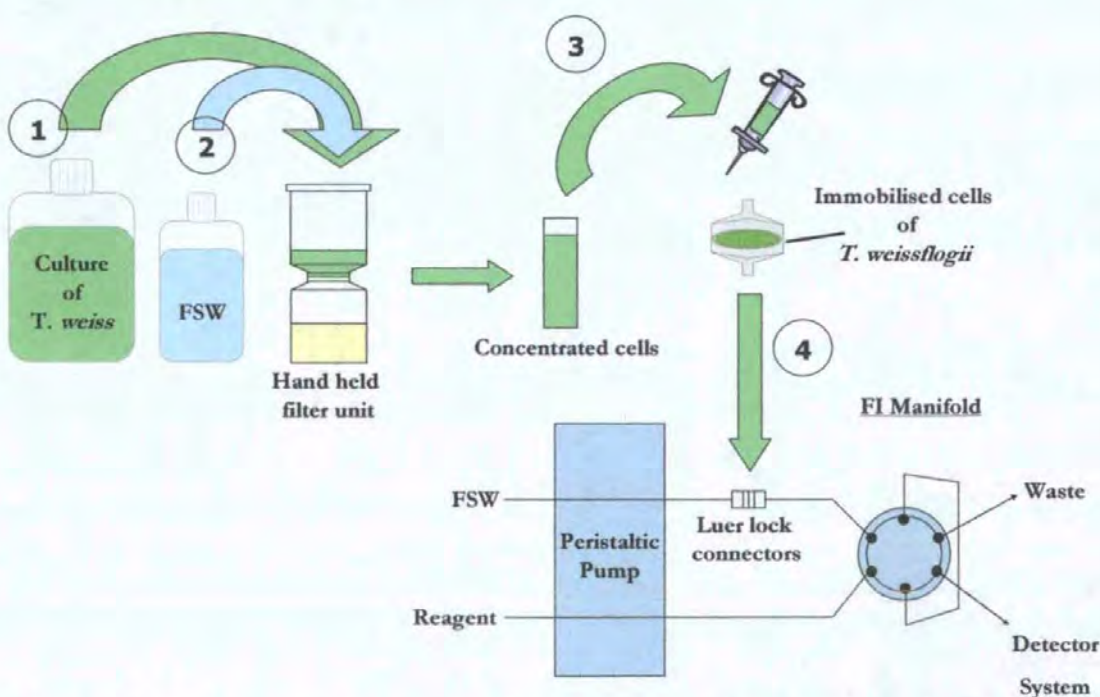 1
2
3
Culture
of
T. weiss
FSW
Hand held
filter unit
Concentrated cells
Immobilised cells
of
T. weissflogii
4
FI Manifold
FSW
Peristaltic
Pump
Luer lock
connectors
Waste
Reagent
Detector
System